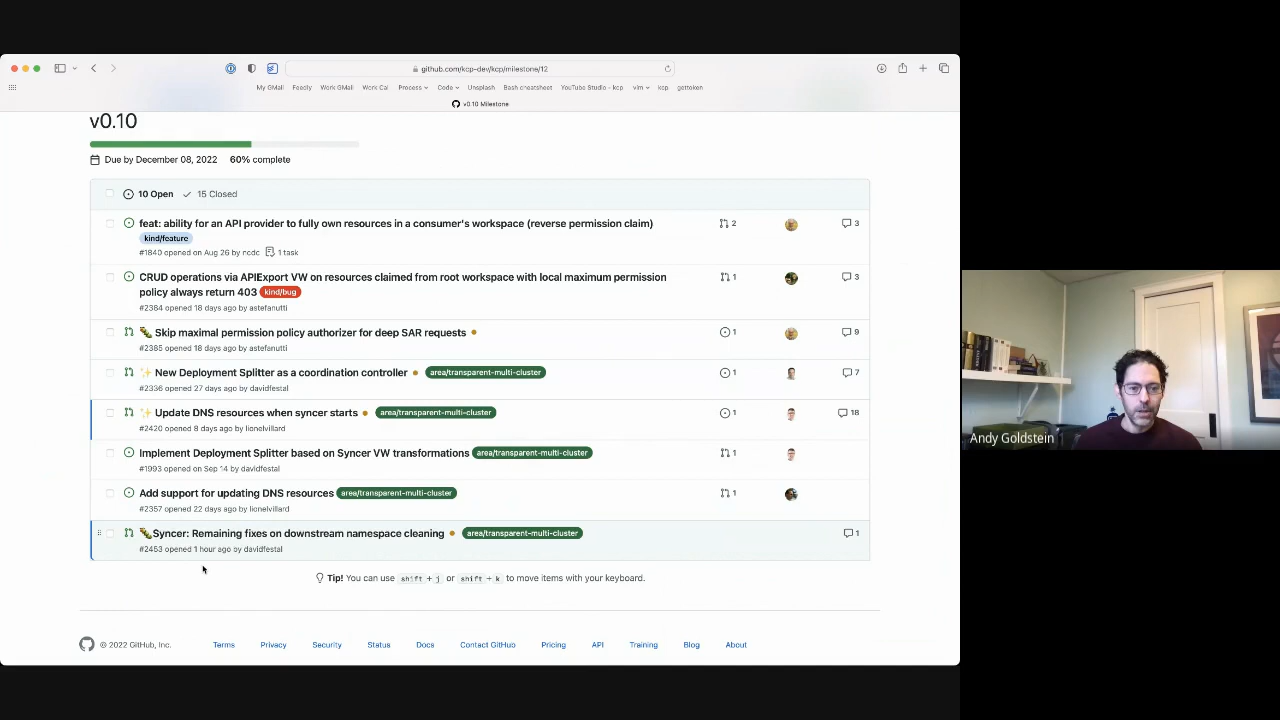 github.com/kcp-dev/kcp/milestone/12
My GMail Feedly Work GMail Work Cal Process Code Unsplash Bash cheatsheet YouTube Studio - kcp vim kcp gettoken
v0.10 Milestone
v0.10
Due by December 08, 2022 60% complete
10 Open 15 Closed
feat: ability for an API provider to fully own resources in a consumer's workspace (reverse permission claim) 2 3
kind/feature
#1840 opened on Aug 26 by ncdc 1 task
CRUD operations via APIExport VW on resources claimed from root workspace with local maximum permission 1 3
policy always return 403 kind/bug
#2384 opened 18 days ago by astefanutti
Skip maximal permission policy authorizer for deep SAR requests 1 9
#2385 opened 18 days ago by astefanutti
New Deployment Splitter as a coordination controller area/transparent-multi-cluster 1 7
#2336 opened 27 days ago by davidfestal
Update DNS resources when syncer starts area/transparent-multi-cluster 1 18
#2420 opened 8 days ago by lionelvillard
Implement Deployment Splitter based on Syncer VW transformations area/transparent-multi-cluster 1
#1993 opened on Sep 14 by davidfestal
Add support for updating DNS resources area/transparent-multi-cluster 1
#2357 opened 22 days ago by lionelvillard
Syncer: Remaining fixes on downstream namespace cleaning area/transparent-multi-cluster 1
#2453 opened 1 hour ago by davidfestal
Tip! You can use shift + j or shift + k to move items with your keyboard.
© 2022 GitHub, Inc. Terms Privacy Security Status Docs Contact GitHub Pricing API Training Blog About
Andy Goldstein